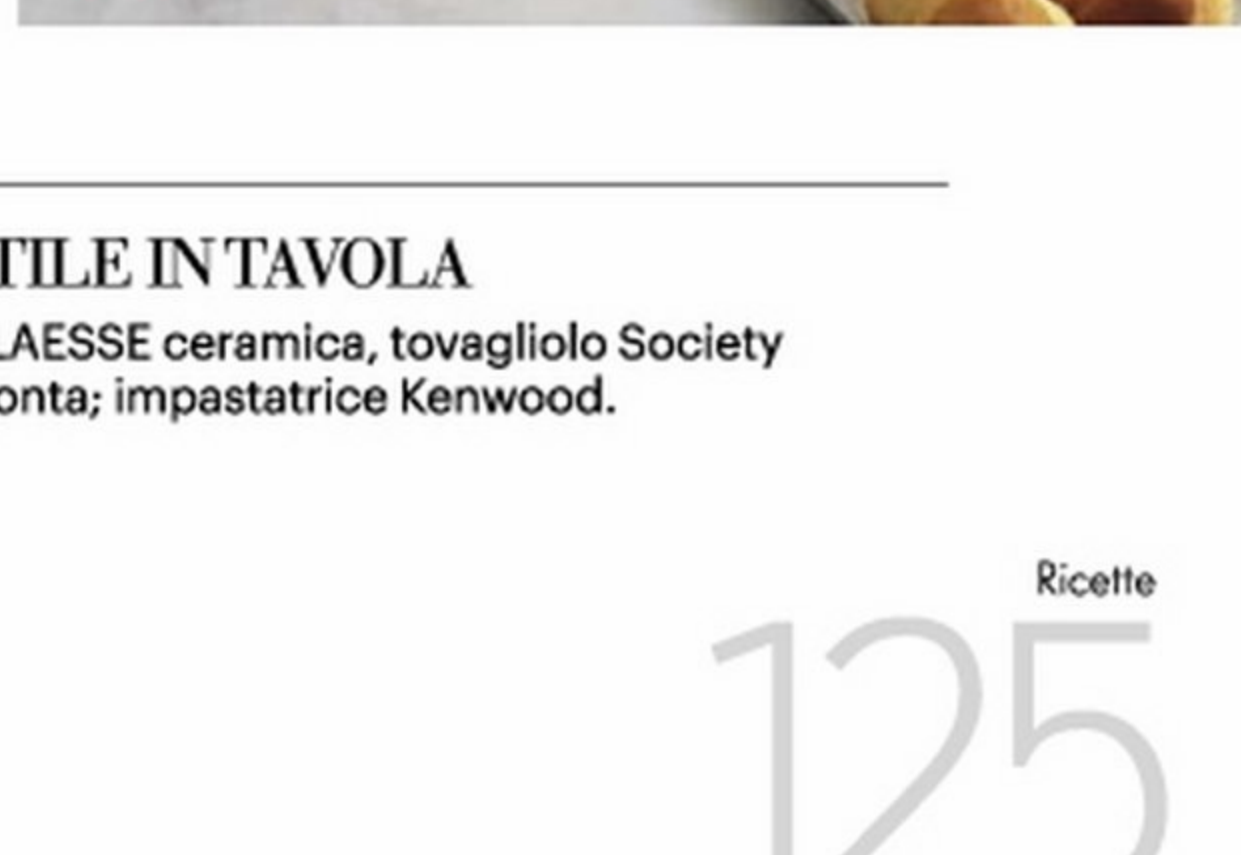 TILE IN TAVOLA
LAESSE ceramica, tovagliolo Society
onta; impastatrice Kenwood.
Ricette
125